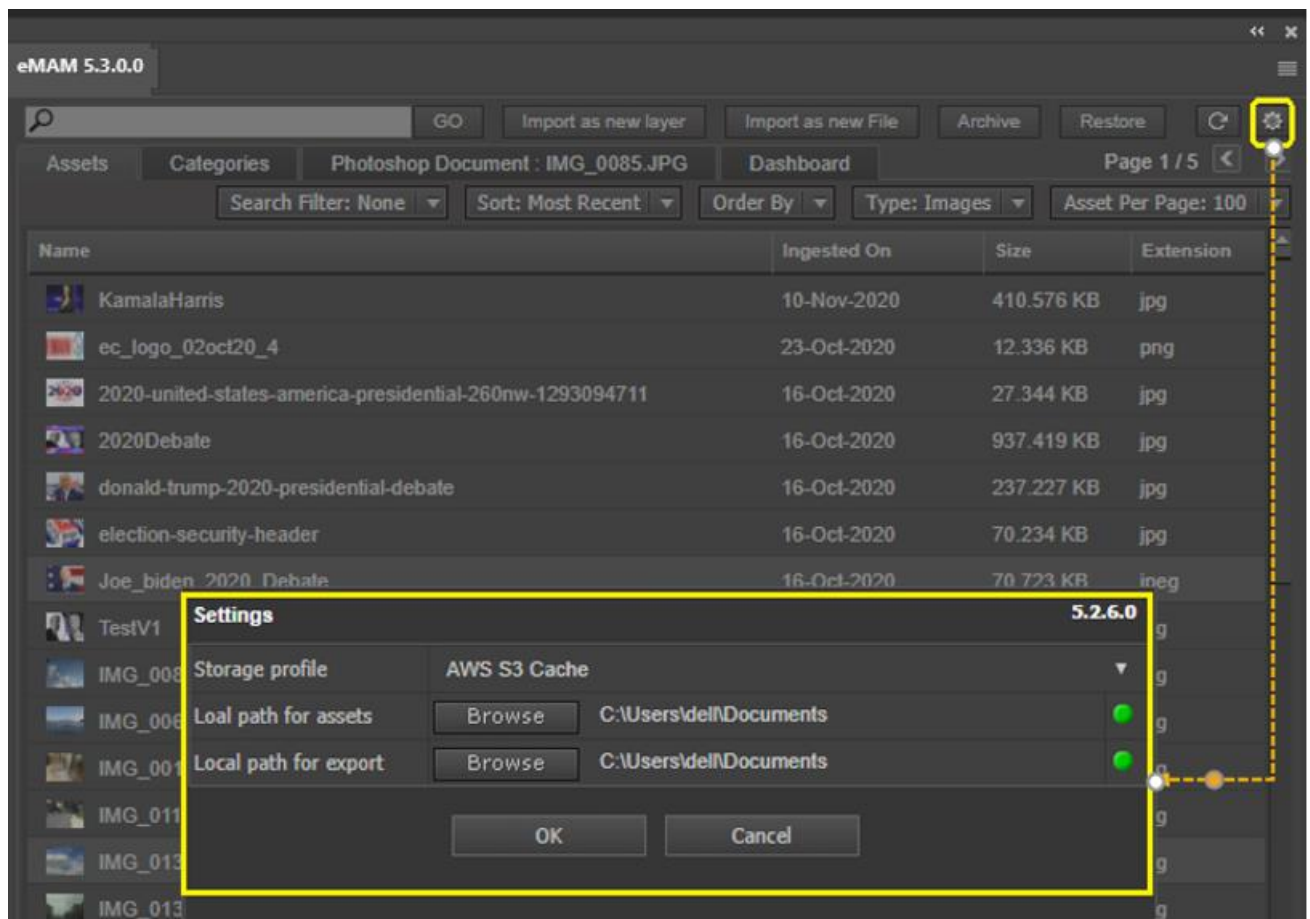 eMAM 5.3.0.0
GO Import as new layer Import as new File Archive Restore
Assets Categories Photoshop Document : IMG_0085.JPG Dashboard Page 1 / 5
Search Filter: None Sort: Most Recent Order By Type: Images Asset Per Page: 100
Name Ingested On Size Extension
KamalaHarris 10-Nov-2020 410.576 KB jpg
ec_logo_02oct20_4 23-Oct-2020 12.336 KB png
2020-united-states-america-presidential-260nw-1293094711 16-Oct-2020 27.344 KB jpg
2020Debate 16-Oct-2020 937.419 KB jpg
donald-trump-2020-presidential-debate 16-Oct-2020 237.227 KB jpg
election-security-header 16-Oct-2020 70.234 KB jpg
Joe_biden_2020_Debate 16-Oct-2020 70.723 KB
TestV1
Settings 5.2.6.0
IMG_008
Storage profile AWS S3 Cache
IMG_006
Loal path for assets Browse C:\Users\dell\Documents
IMG_001
Local path for export Browse C:\Users\dell\Documents
IMG_011
OK Cancel
IMG_013
IMG_013